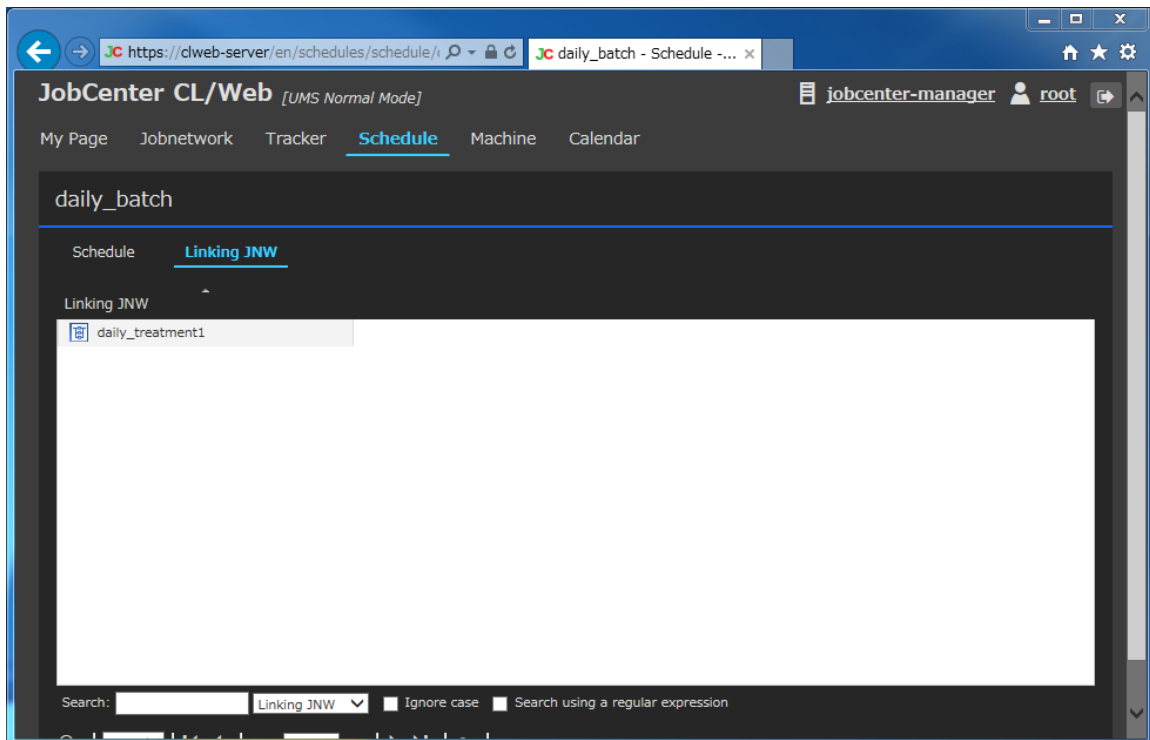 JC https://clweb-server/en/schedules/schedule/ JC daily_batch - Schedule -... ×
JobCenter CL/Web [UMS Normal Mode] jobcenter-manager root
My Page Jobnetwork Tracker Schedule Machine Calendar
daily_batch
Schedule Linking JNW
Linking JNW
daily_treatment1
Search: Linking JNW Ignore case Search using a regular expression